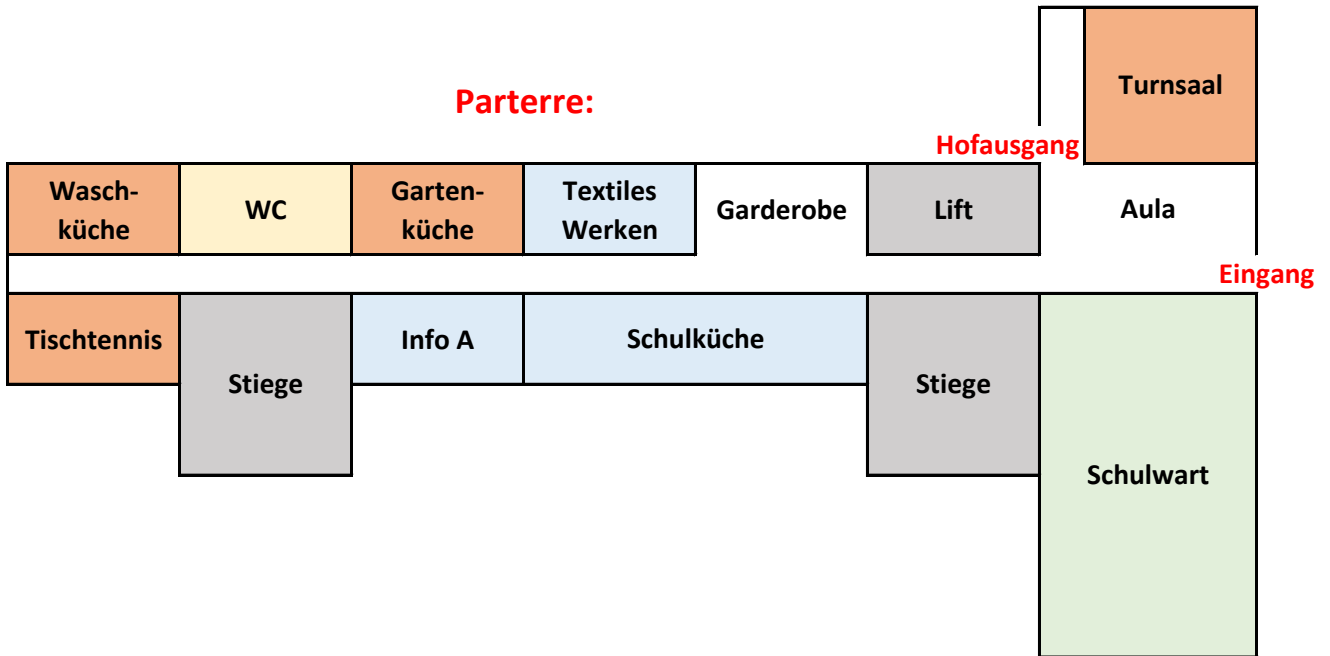 Turnsaal
Parterre:
Hofausgang
Wasch-
küche
WC
Garten-
küche
Textiles
Werken
Garderobe
Lift
Aula
Eingang
Tischtennis
Stiege
Info A
Schulküche
Stiege
Schulwart